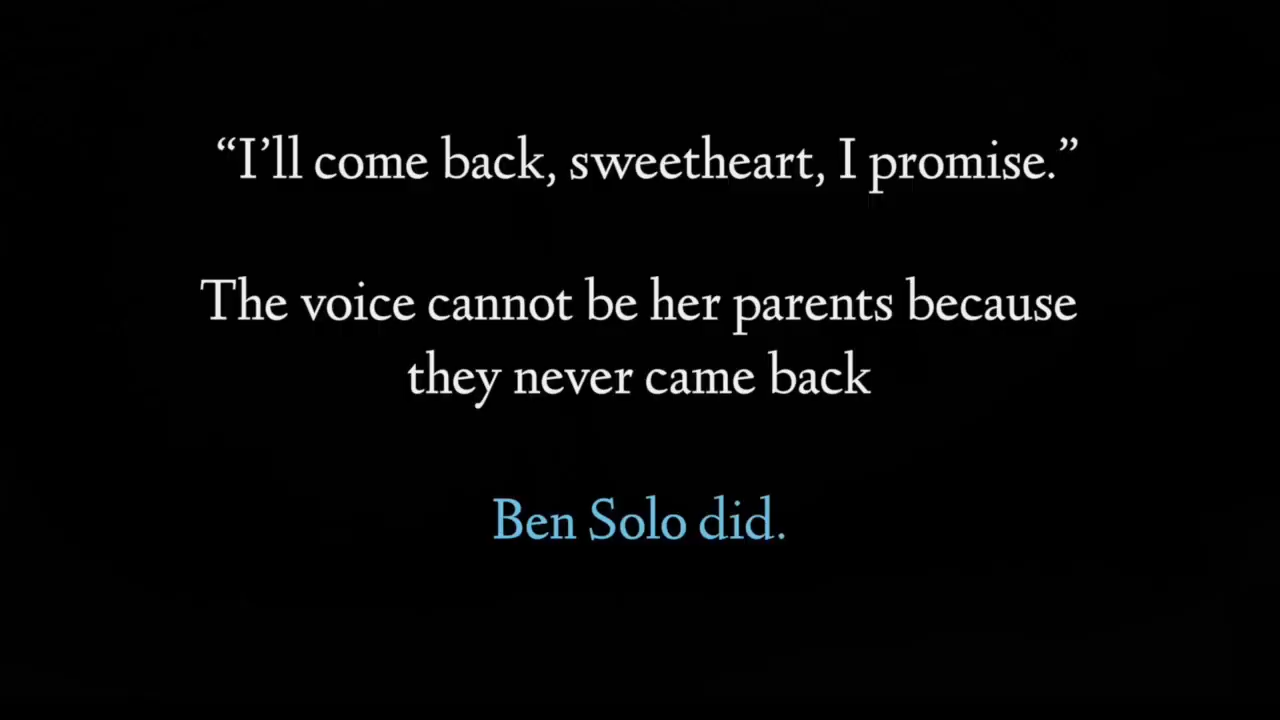 “I’ll come back, sweetheart, I promise.”
The voice cannot be her parents because
they never came back
Ben Solo did.